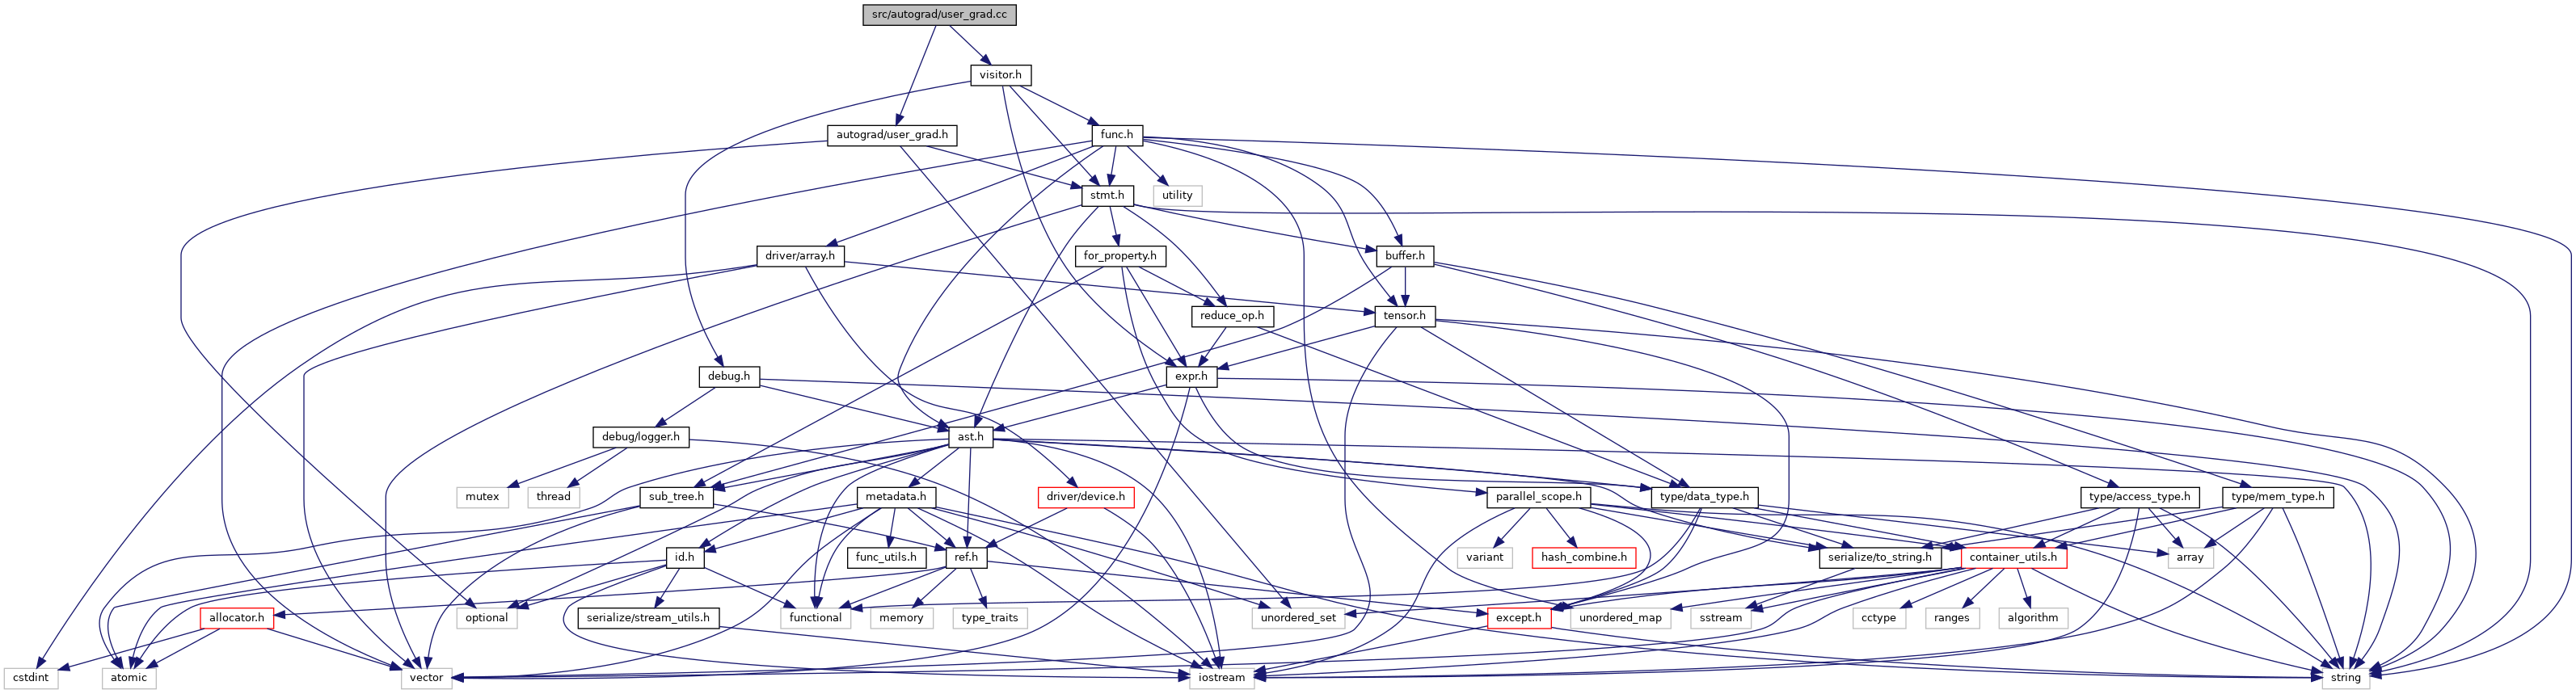 src/autograd/user_grad.cc
visitor.h
autograd/user_grad.h
func.h
stmt.h
utility
driver/array.h
for_property.h
buffer.h
reduce_op.h
tensor.h
debug.h
expr.h
debug/logger.h
ast.h
mutex
thread
sub_tree.h
metadata.h
driver/device.h
parallel_scope.h
type/data_type.h
type/access_type.h
type/mem_type.h
id.h
func_utils.h
ref.h
variant
hash_combine.h
serialize/to_string.h
container_utils.h
array
allocator.h
optional
serialize/stream_utils.h
functional
memory
type_traits
unordered_set
except.h
unordered_map
sstream
cctype
ranges
algorithm
cstdint
atomic
vector
iostream
string